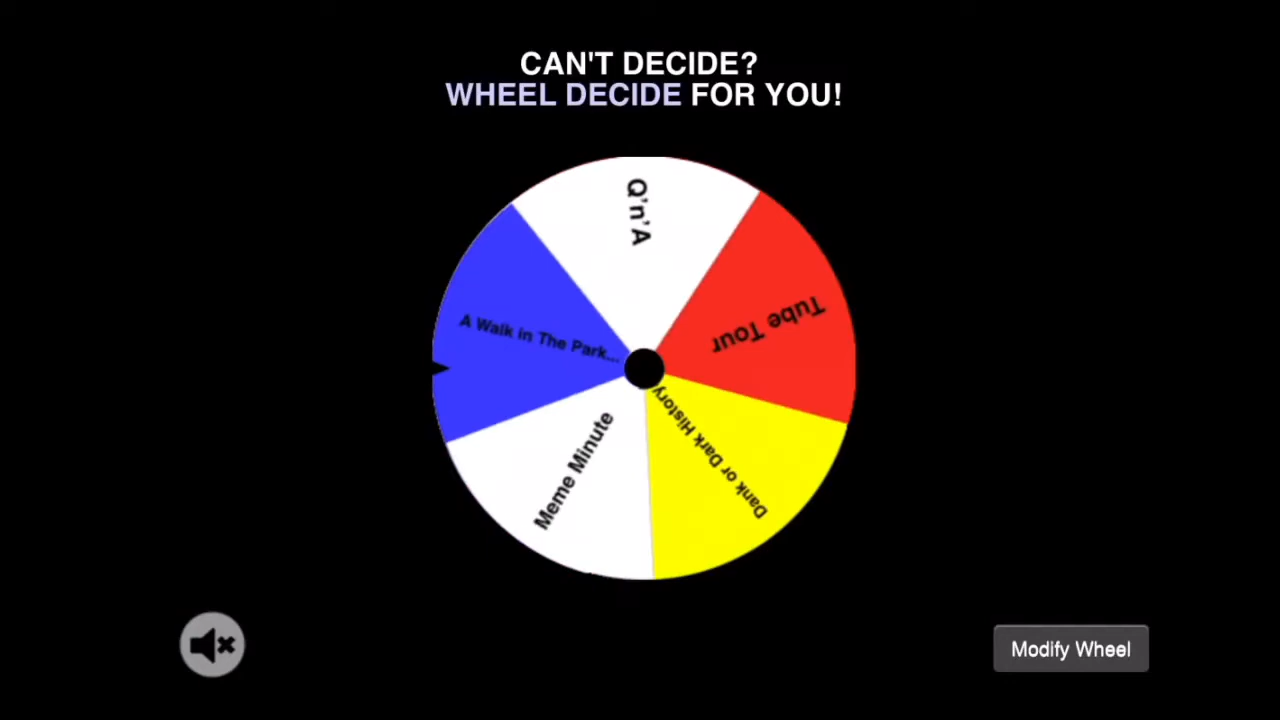 CAN'T DECIDE?
WHEEL DECIDE FOR YOU!
Q'n'A
Tube Tour
A Walk in The Park...
Dank or Dark History
Meme Minute
Modify Wheel